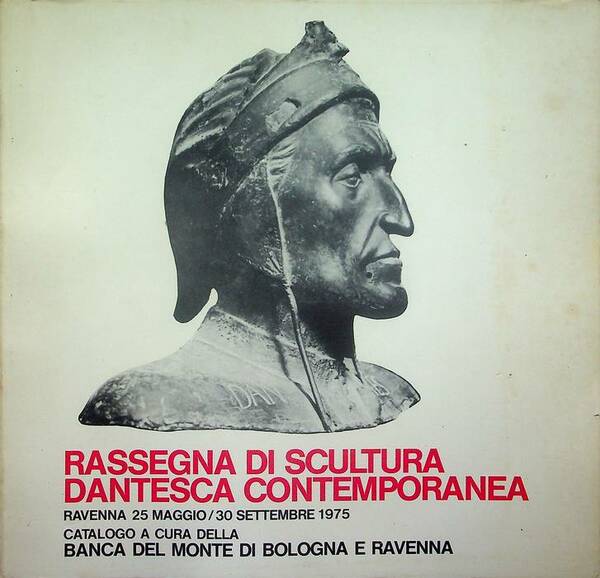 DAN
RASSEGNA DI SCULTURA
DANTESCA CONTEMPORANEA
RAVENNA 25 MAGGIO/30 SETTEMBRE 1975
CATALOGO A CURA DELLA
BANCA DEL MONTE DI BOLOGNA E RAVENNA